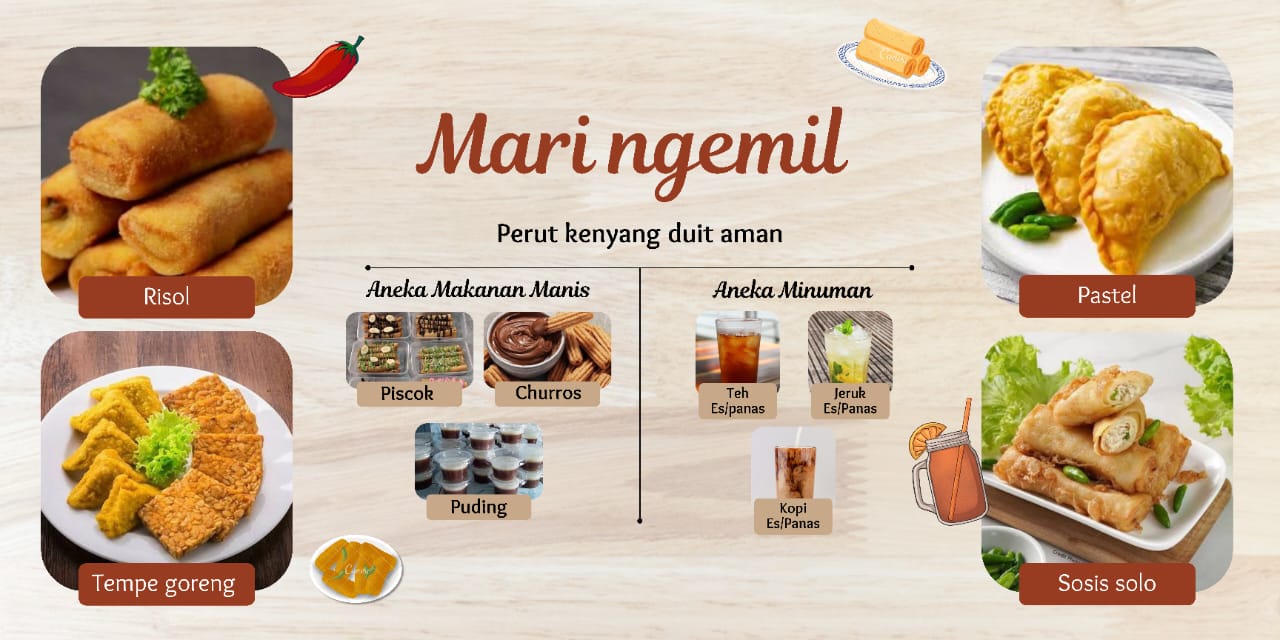 Mari ngemil
Perut kenyang duit aman
Risol
Tempe goreng
Aneka Makanan Manis
Piscok
Churros
Puding
Aneka Minuman
Teh
Es/panas
Jeruk
Es/Panas
Kopi
Es/Panas
Pastel
Sosis solo